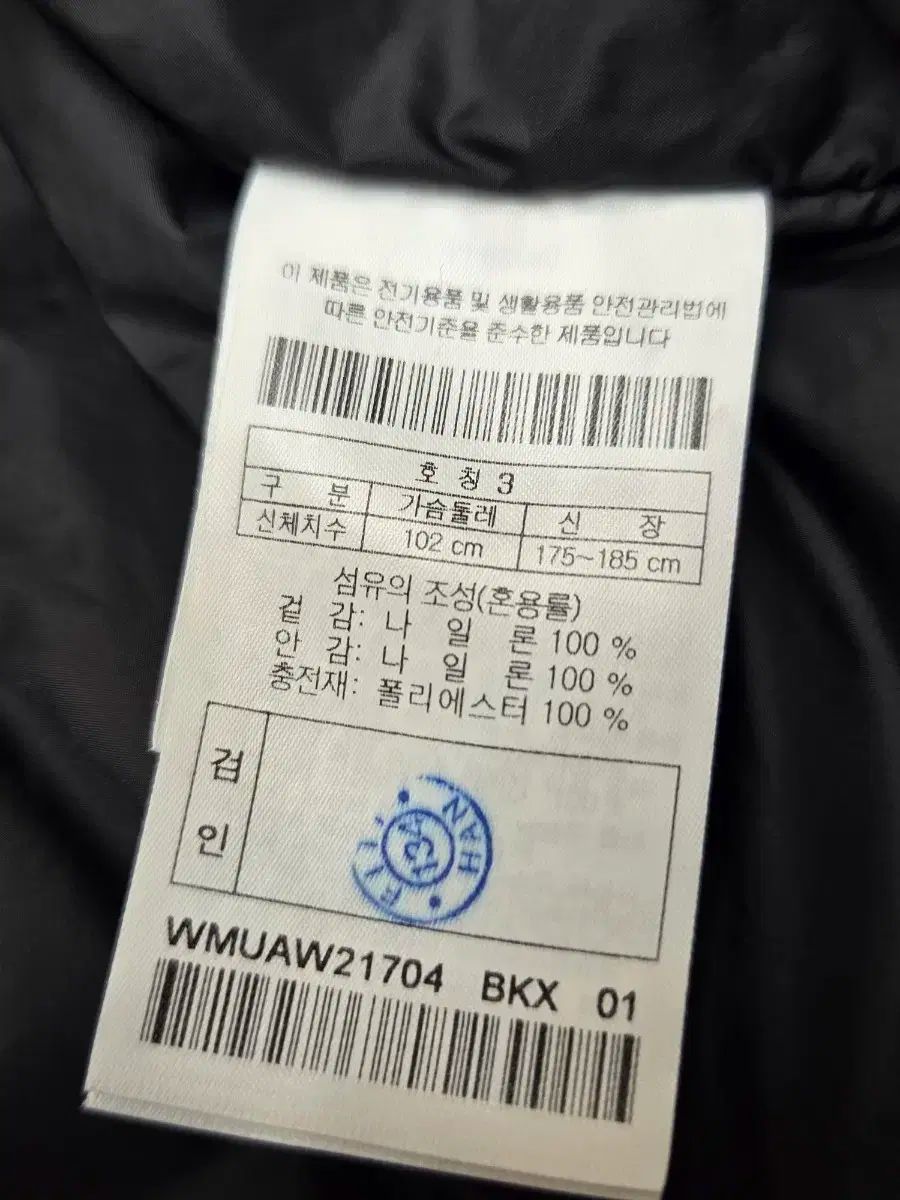 이 제품은 전기용품 및 생활용품 안전관리법에
따른 안전기준을 준수한 제품입니다
호 칭 3
구 분 가슴둘레 신 장
신체치수 102 cm 175~185 cm
섬유의 조성(혼용률)
겉 감: 나 일 론 100 %
안 감: 나 일 론 100 %
충전재: 폴리에스터 100 %
검
인
HAN
WMUAW21704 BKX 01